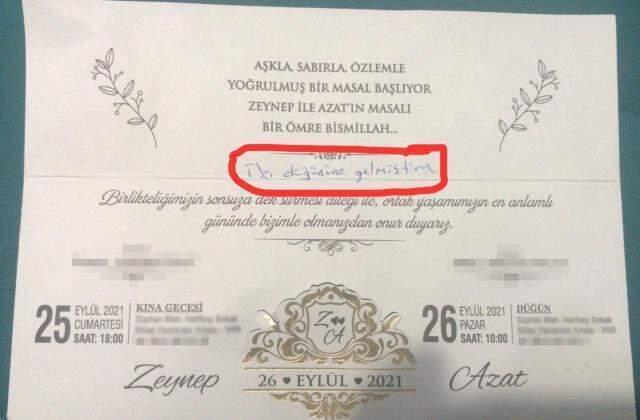 AŞKLA, SABIRLA, ÖZLEMLE
YOĞRULMUŞ BİR MASAL BAŞLIYOR
ZEYNEP İLE AZAT'IN MASALI
BİR ÖMRE BİSMİLLAH...
düğününe gelmiştim
Birlikteliğimizin sonsuza dek sürmesi dileği ile, ortak yaşamımızın en anlamlı
gününde bizimle olmanızdan onur duyarız.
25 EYLÜL 2021
CUMARTESİ
SAAT: 18:00
KINA GECESİ
Z
A
26 EYLÜL 2021
PAZAR
SAAT: 10:00
DÜĞÜN
Zeynep
26 ♥ EYLÜL ♥ 2021
Azat